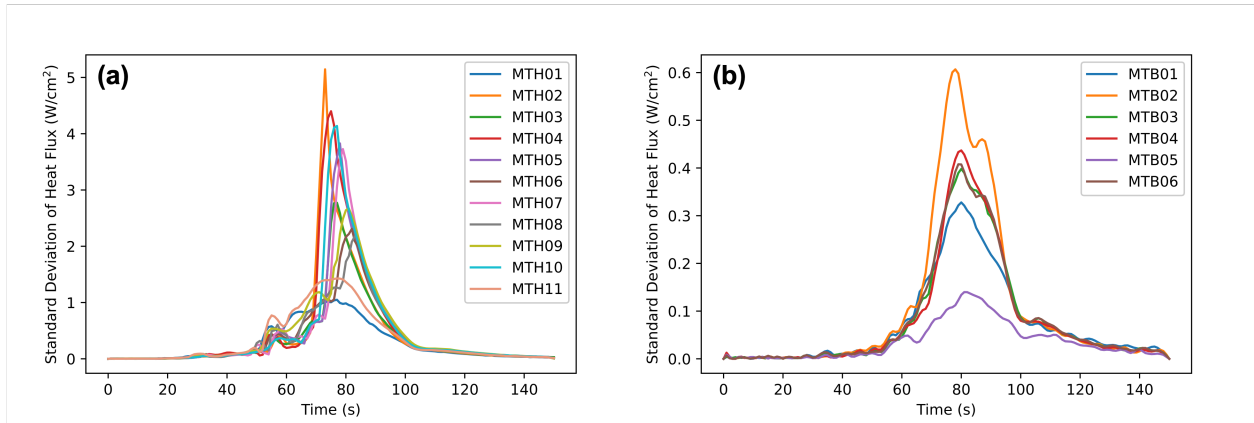 (a)
Standard Deviation of Heat Flux (W/cm²)
5
4
3
2
1
0
0 20 40 60 80 100 120 140
Time (s)
MTH01
MTH02
MTH03
MTH04
MTH05
MTH06
MTH07
MTH08
MTH09
MTH10
MTH11
(b)
Standard Deviation of Heat Flux (W/cm²)
0.6
0.5
0.4
0.3
0.2
0.1
0.0
0 20 40 60 80 100 120 140
Time (s)
MTB01
MTB02
MTB03
MTB04
MTB05
MTB06